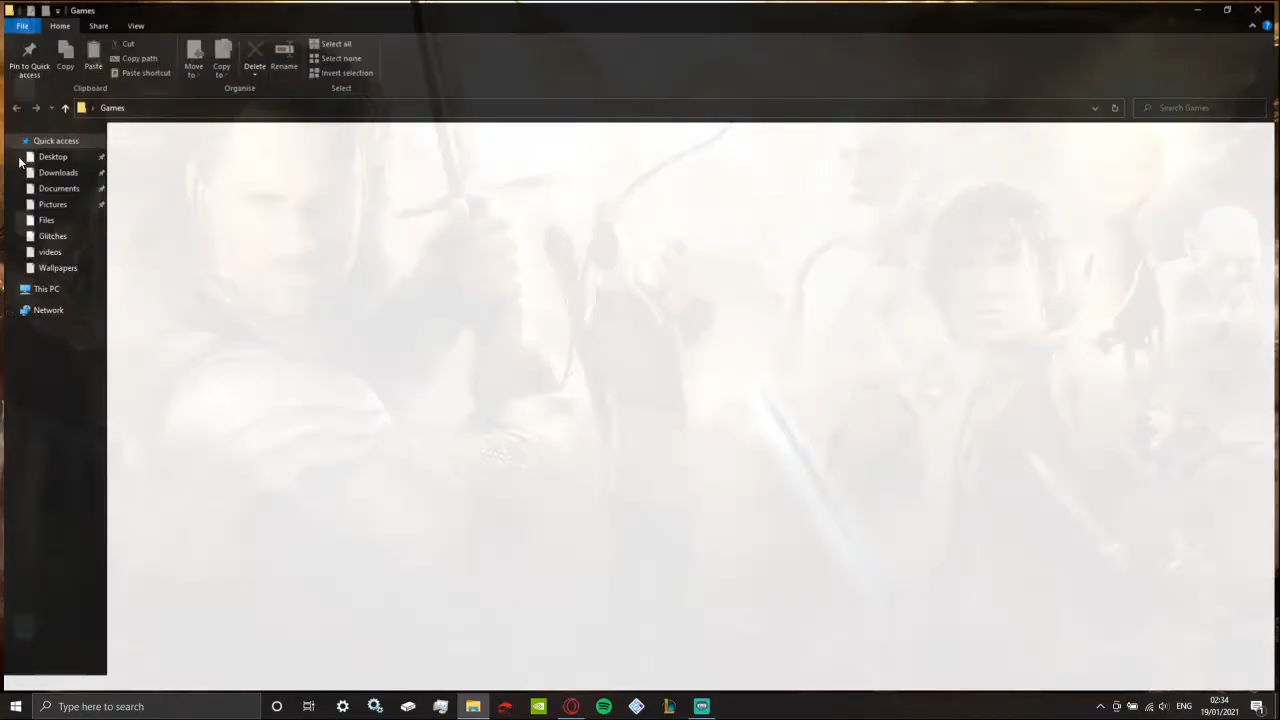 Games
File Home Share View
Pin to Quick access
Copy
Paste
Cut
Copy path
Paste shortcut
Clipboard
Move to
Copy to
Delete
Rename
Organise
Select all
Select none
Invert selection
Select
Games
Search Games
Quick access
Desktop
Downloads
Documents
Pictures
Files
Glitches
videos
Wallpapers
This PC
Network
Type here to search
ENG
02:34
19/01/2021